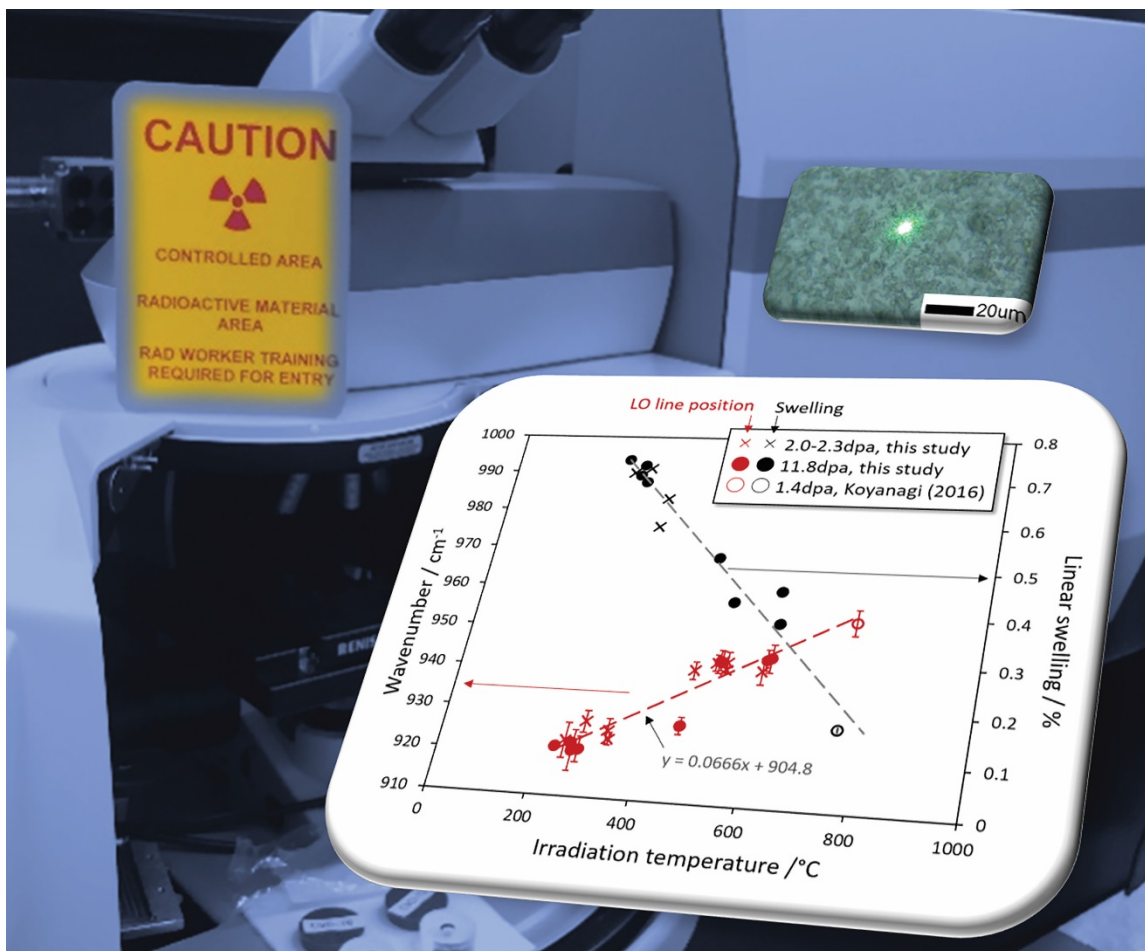 CAUTION
CONTROLLED AREA
RADIOACTIVE MATERIAL
AREA
RAD WORKER TRAINING
REQUIRED FOR ENTRY
20um
LO line position
Swelling
2.0-2.3dpa, this study
11.8dpa, this study
1.4dpa, Koyanagi (2016)
1000
990
980
970
960
950
940
930
920
910
Wavenumber / cm⁻¹
0.8
0.7
0.6
0.5
0.4
0.3
0.2
0.1
0
Linear swelling / %
y = 0.0666x + 904.8
0
200
400
600
800
1000
Irradiation temperature /°C